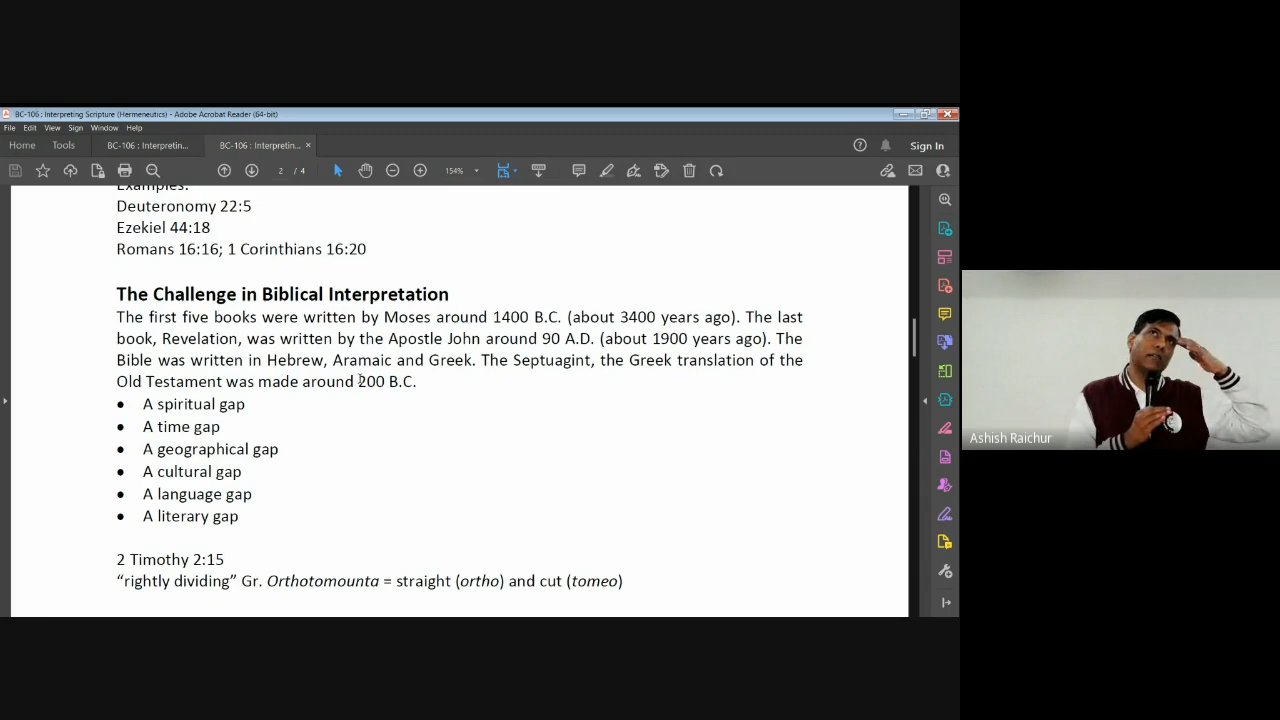 BC-106 : Interpreting Scripture (Hermeneutics) - Adobe Acrobat Reader (64-bit)
File Edit View Sign Window Help
Home Tools BC-106 : Interpretin... BC-106 : Interpretin... × Sign In
2 / 4 154%
Examples:
Deuteronomy 22:5
Ezekiel 44:18
Romans 16:16; 1 Corinthians 16:20
The Challenge in Biblical Interpretation
The first five books were written by Moses around 1400 B.C. (about 3400 years ago). The last
book, Revelation, was written by the Apostle John around 90 A.D. (about 1900 years ago). The
Bible was written in Hebrew, Aramaic and Greek. The Septuagint, the Greek translation of the
Old Testament was made around 200 B.C.
• A spiritual gap
• A time gap
• A geographical gap
• A cultural gap
• A language gap
• A literary gap
2 Timothy 2:15
“rightly dividing” Gr. Orthotomounta = straight (ortho) and cut (tomeo)
Ashish Raichur